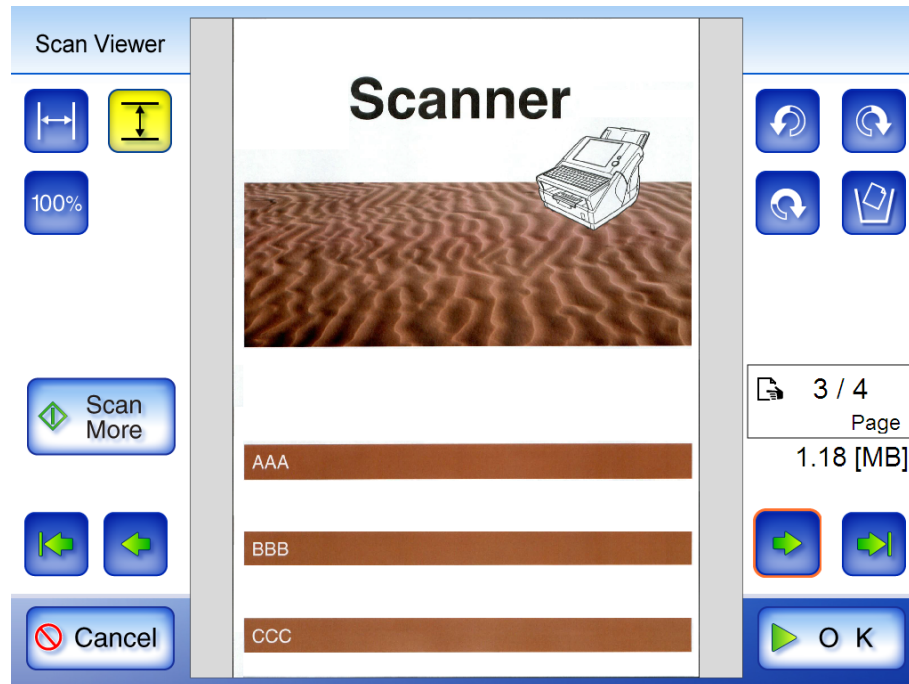 Scan Viewer
100%
Scanner
Scan
More
3 / 4
Page
1.18 [MB]
AAA
BBB
CCC
Cancel
O K